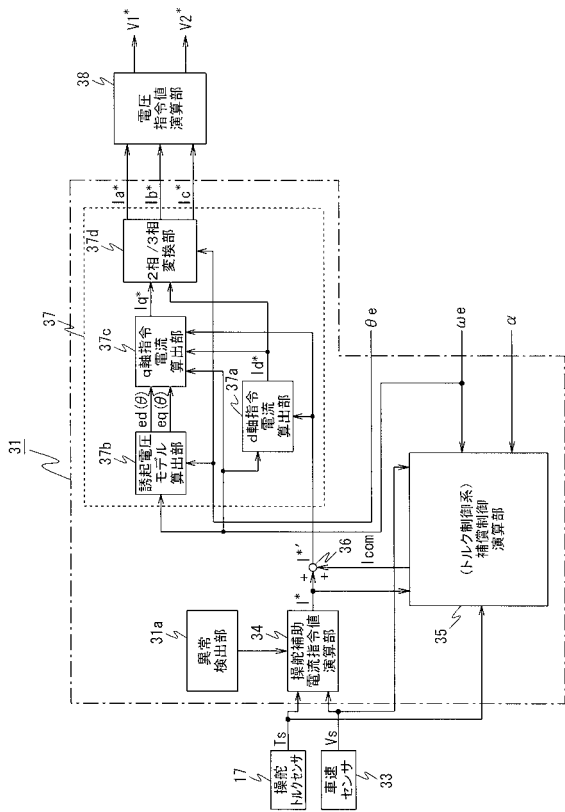 31
17
操舵
トルクセンサ
Ts
33
車速
センサ
Vs
31a
異常
検出部
34
操舵補助
電流指令値
演算部
I*
+
+
I*'
36
Icom
35
(トルク制御系)
補償制御
演算部
37
37b
誘起電圧
モデル
算出部
ed(θ)
eq(θ)
37a
d軸指令
電流
算出部
Id*
37c
q軸指令
電流
算出部
Iq*
37d
2相/3相
変換部
θe
ωe
α
Ia*
Ib*
Ic*
38
電圧
指令値
演算部
V1*
V2*